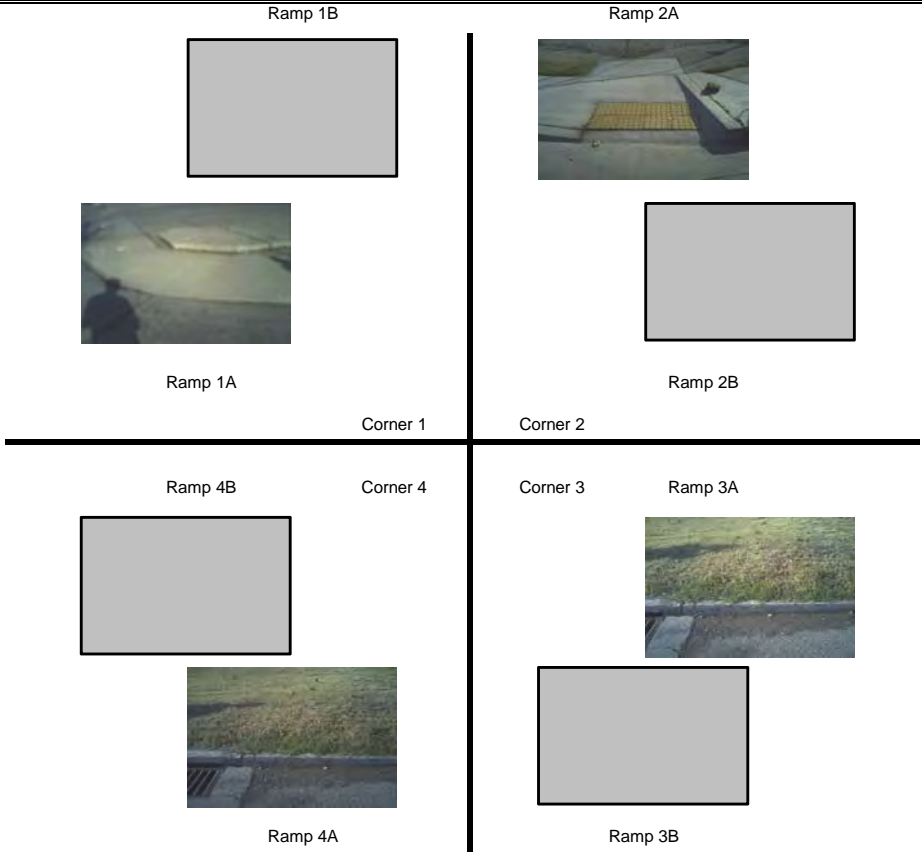 Ramp 1B Ramp 2A
Ramp 1A Ramp 2B
Corner 1 Corner 2
Ramp 4B Corner 4 Corner 3 Ramp 3A
Ramp 4A Ramp 3B